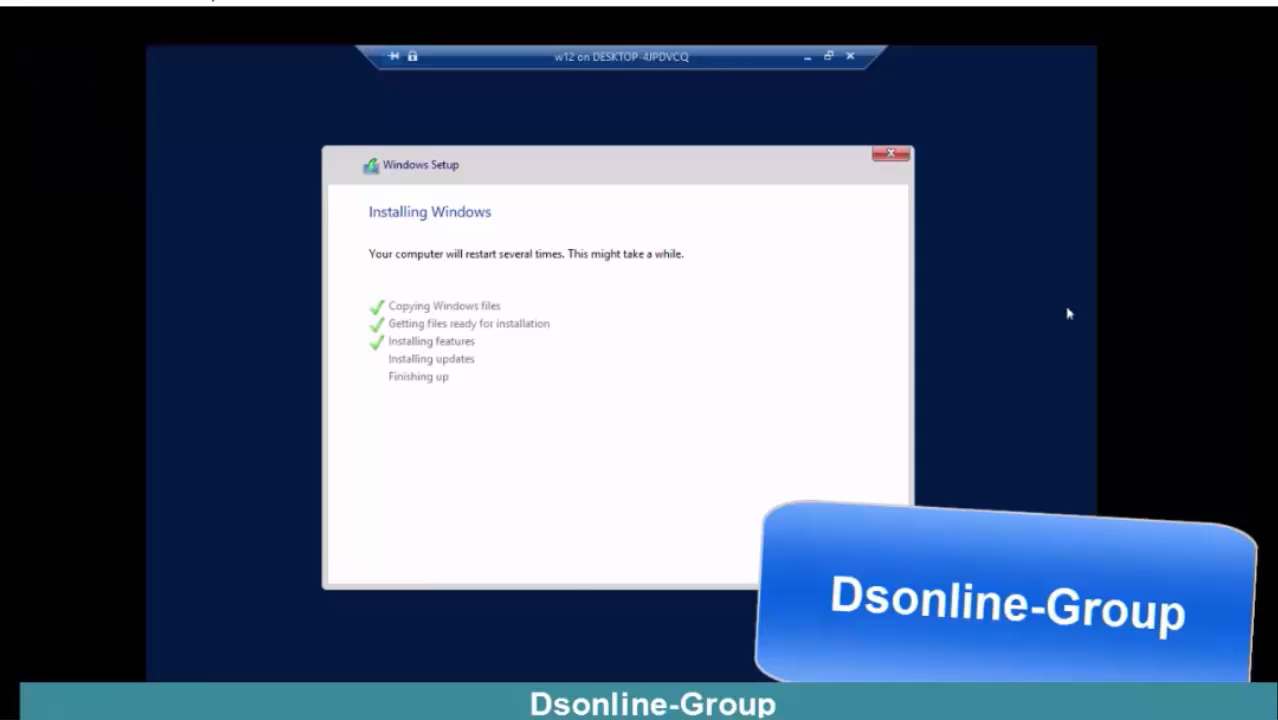 w12 on DESKTOP-4JPDVCQ
Windows Setup
Installing Windows
Your computer will restart several times. This might take a while.
Copying Windows files
Getting files ready for installation
Installing features
Installing updates
Finishing up
Dsonline-Group
Dsonline-Group